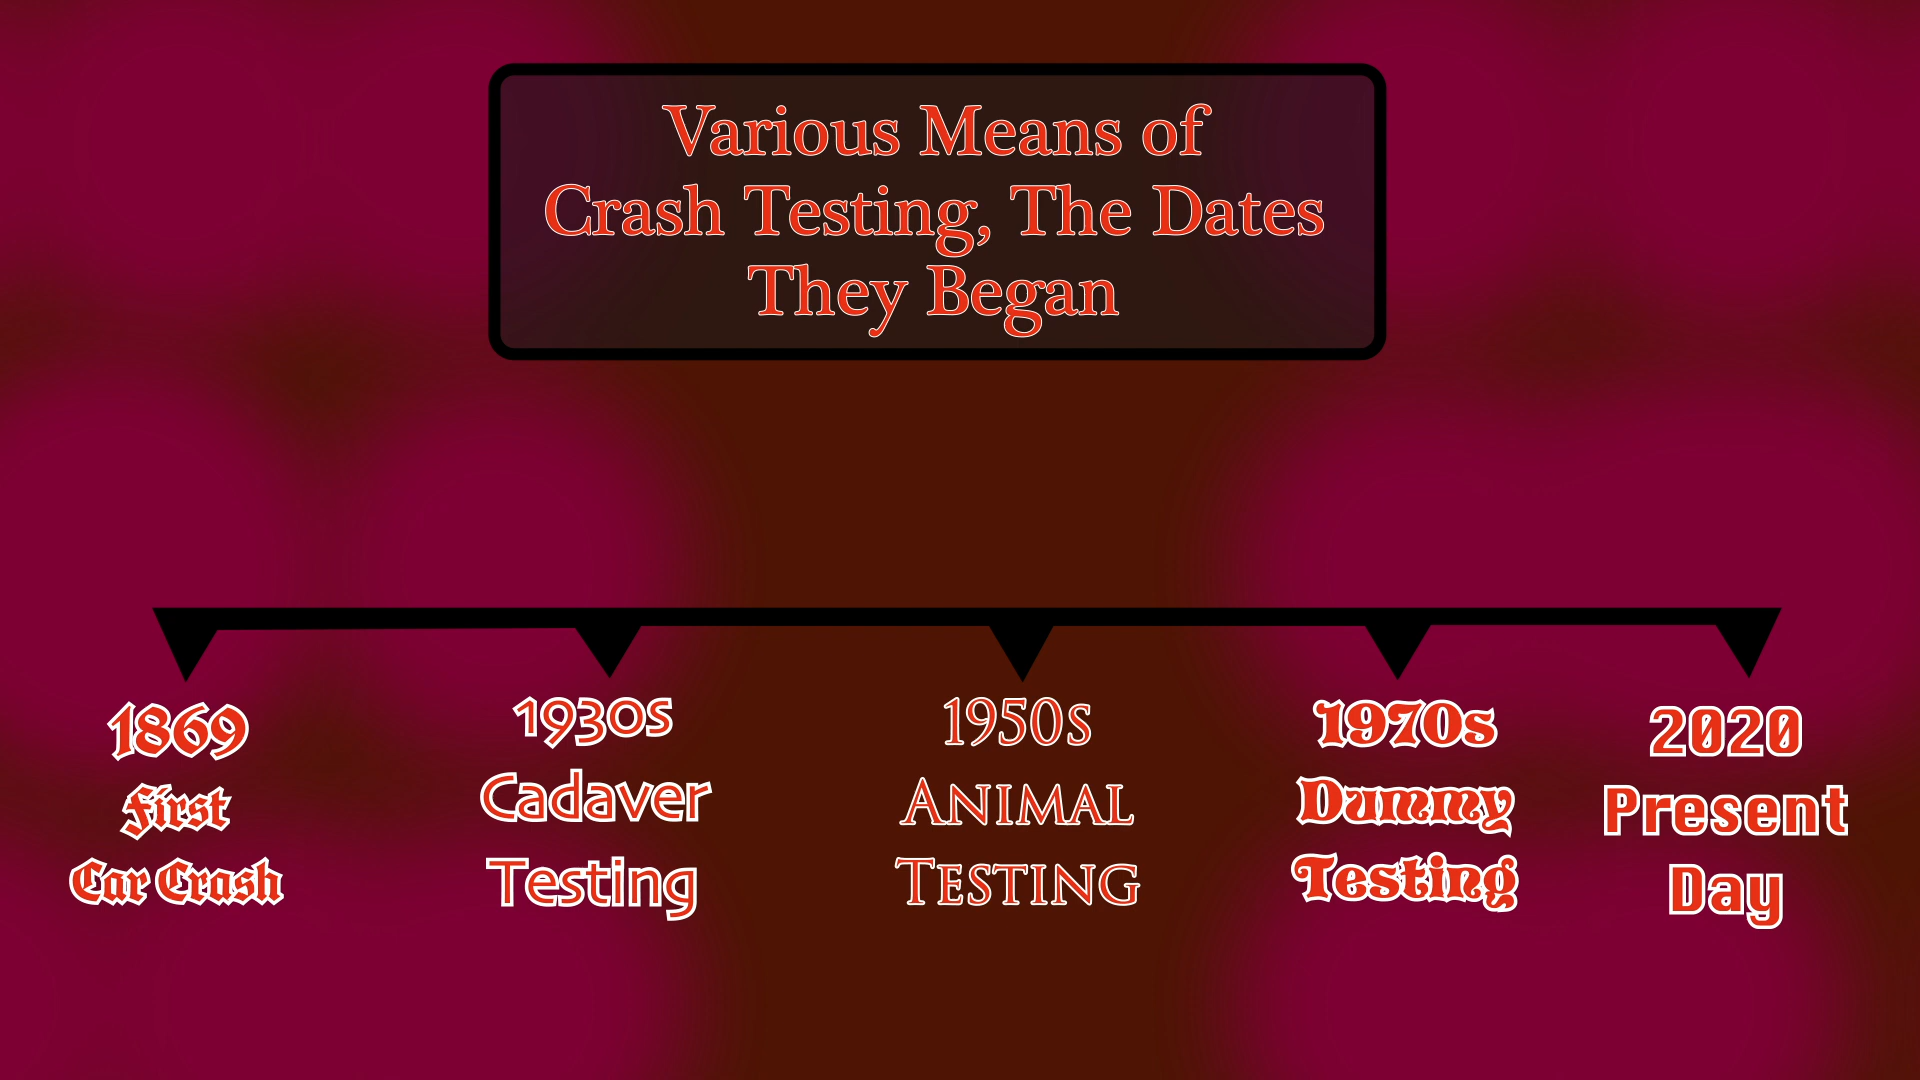 Various Means of
Crash Testing, The Dates
They Began
1869
First
Car Crash
1930s
Cadaver
Testing
1950s
Animal
Testing
1970s
Dummy
Testing
2020
Present
Day